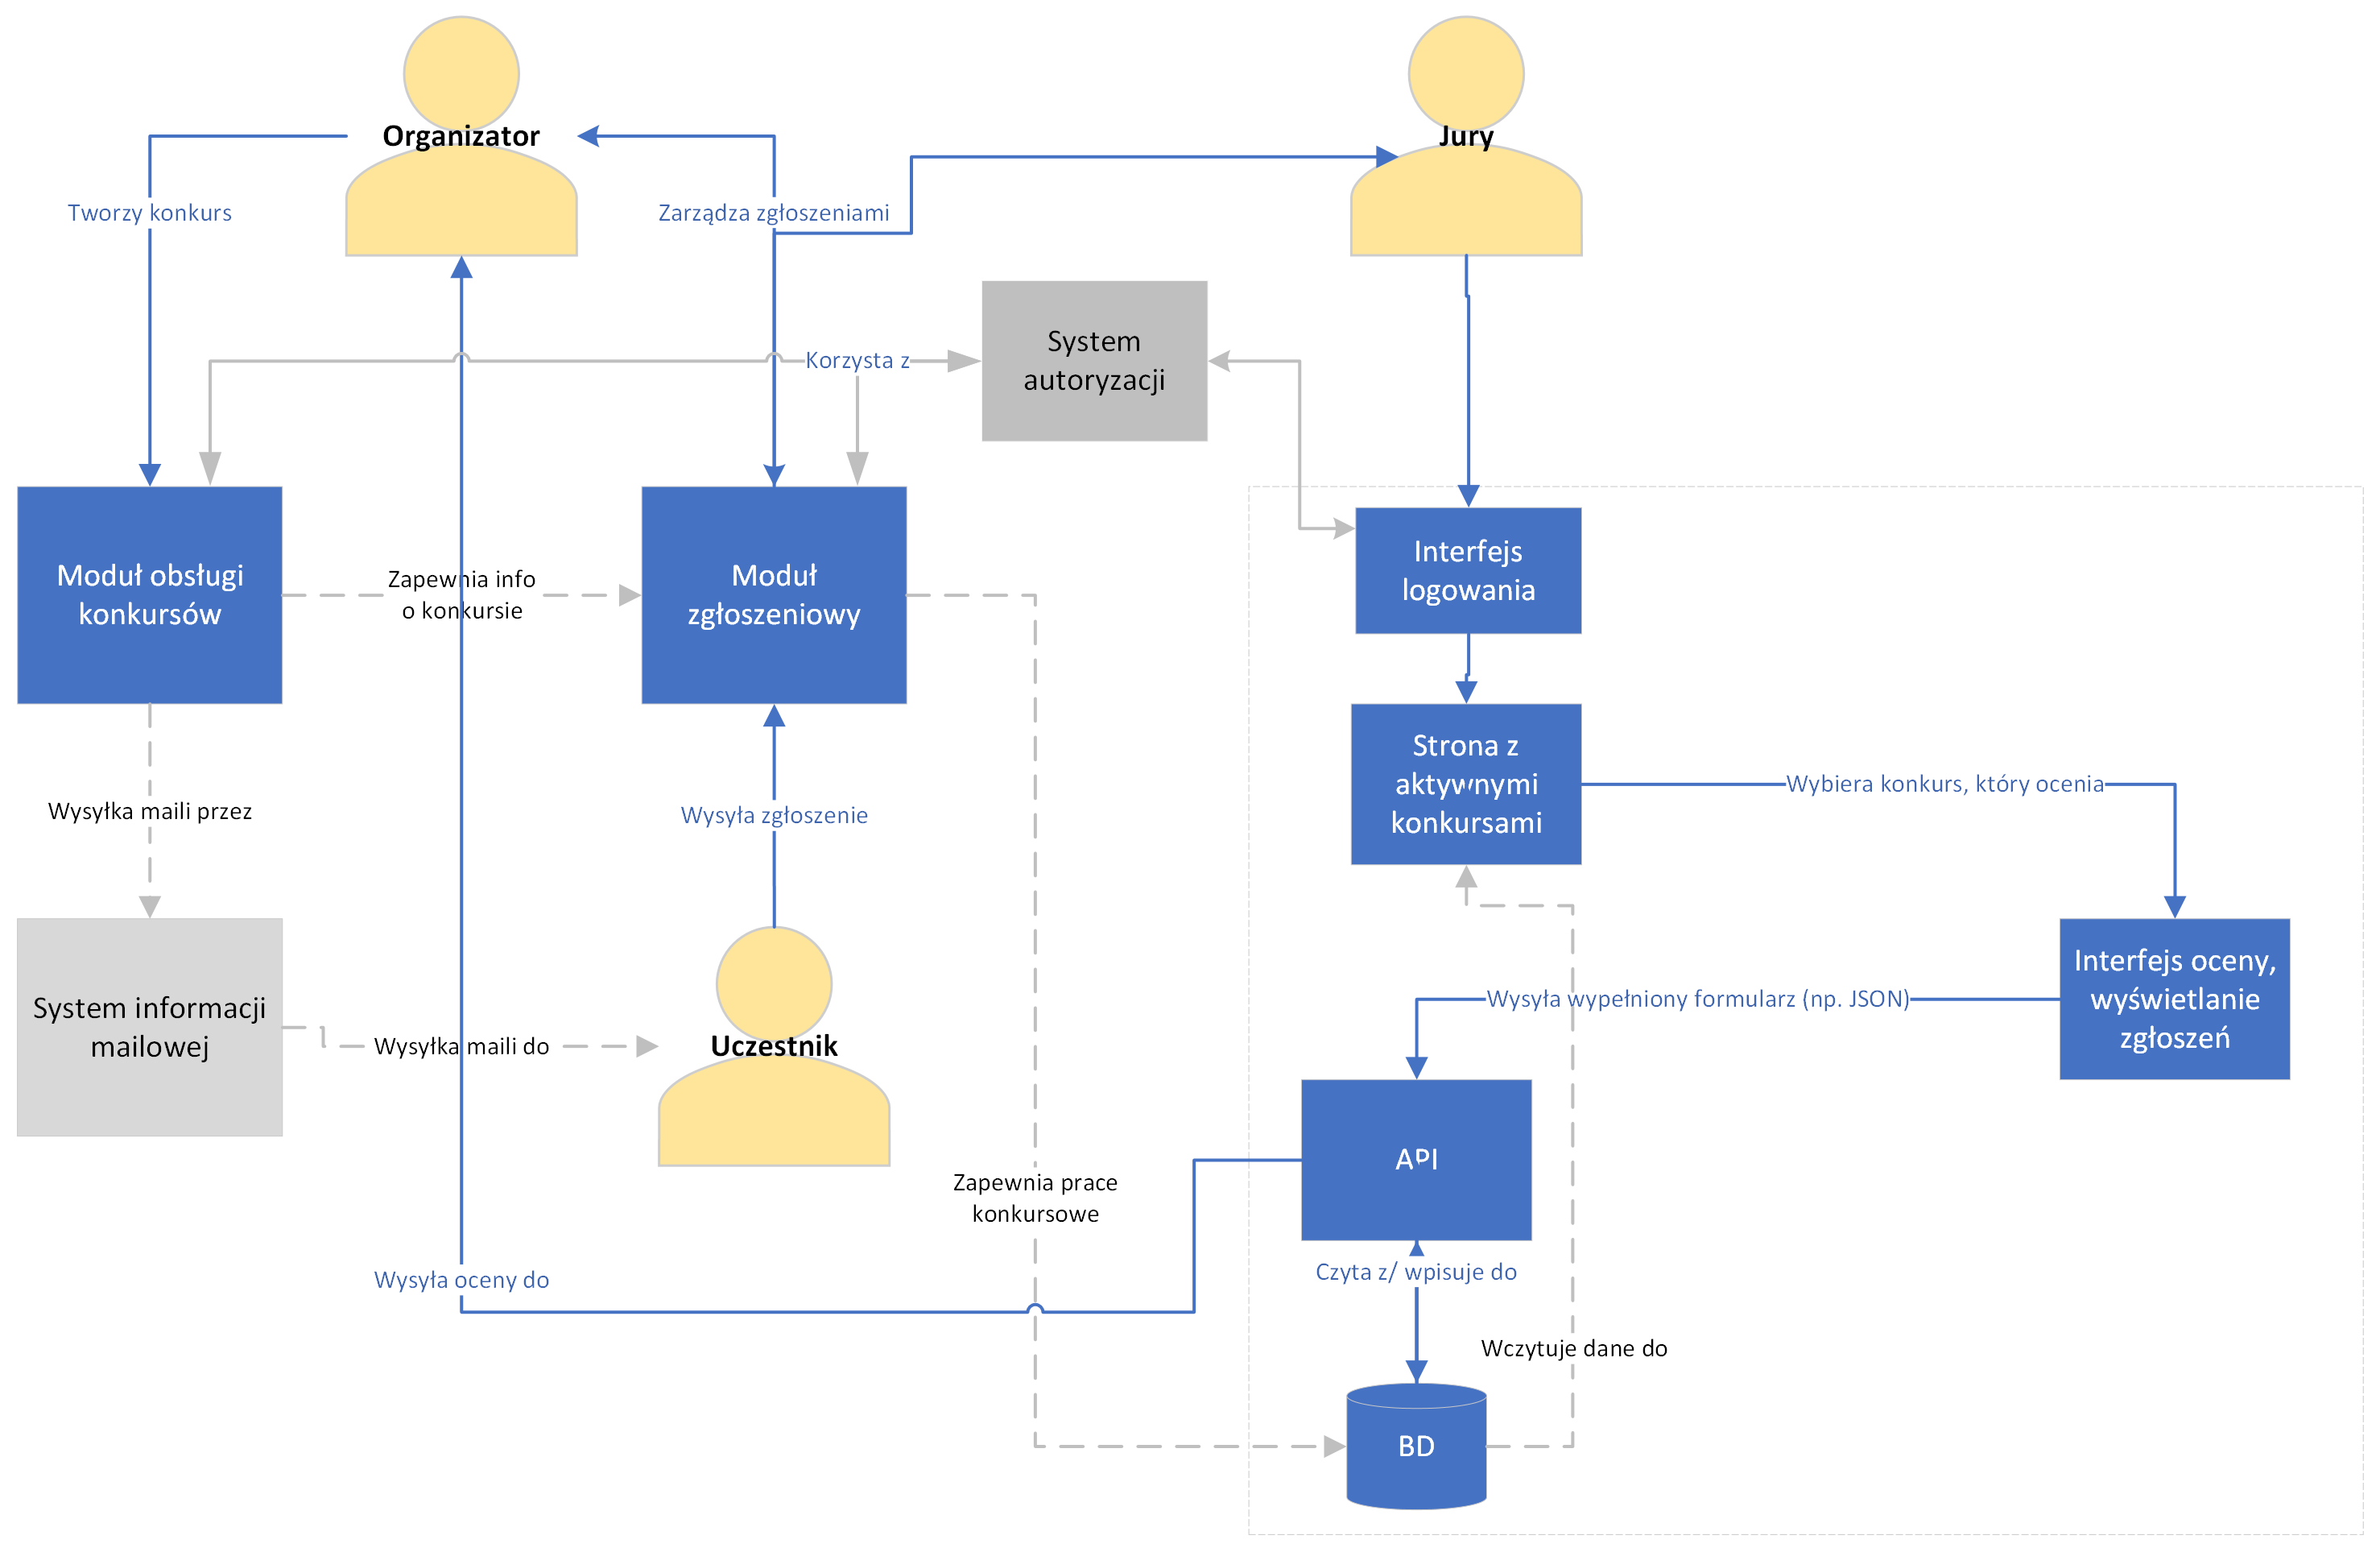 Organizator
Jury
Tworzy konkurs
Zarządza zgłoszeniami
System
autoryzacji
Korzysta z
Moduł obsługi
konkursów
Zapewnia info
o konkursie
Moduł
zgłoszeniowy
Interfejs
logowania
Strona z
aktywnymi
konkursami
Wybiera konkurs, który ocenia
Wysyłka maili przez
Wysyła zgłoszenie
System informacji
mailowej
Wysyłka maili do
Uczestnik
Interfejs oceny,
wyświetlanie
zgłoszeń
Wysyła wypełniony formularz (np. JSON)
API
Zapewnia prace
konkursowe
Wysyła oceny do
Czyta z/ wpisuje do
Wczytuje dane do
BD